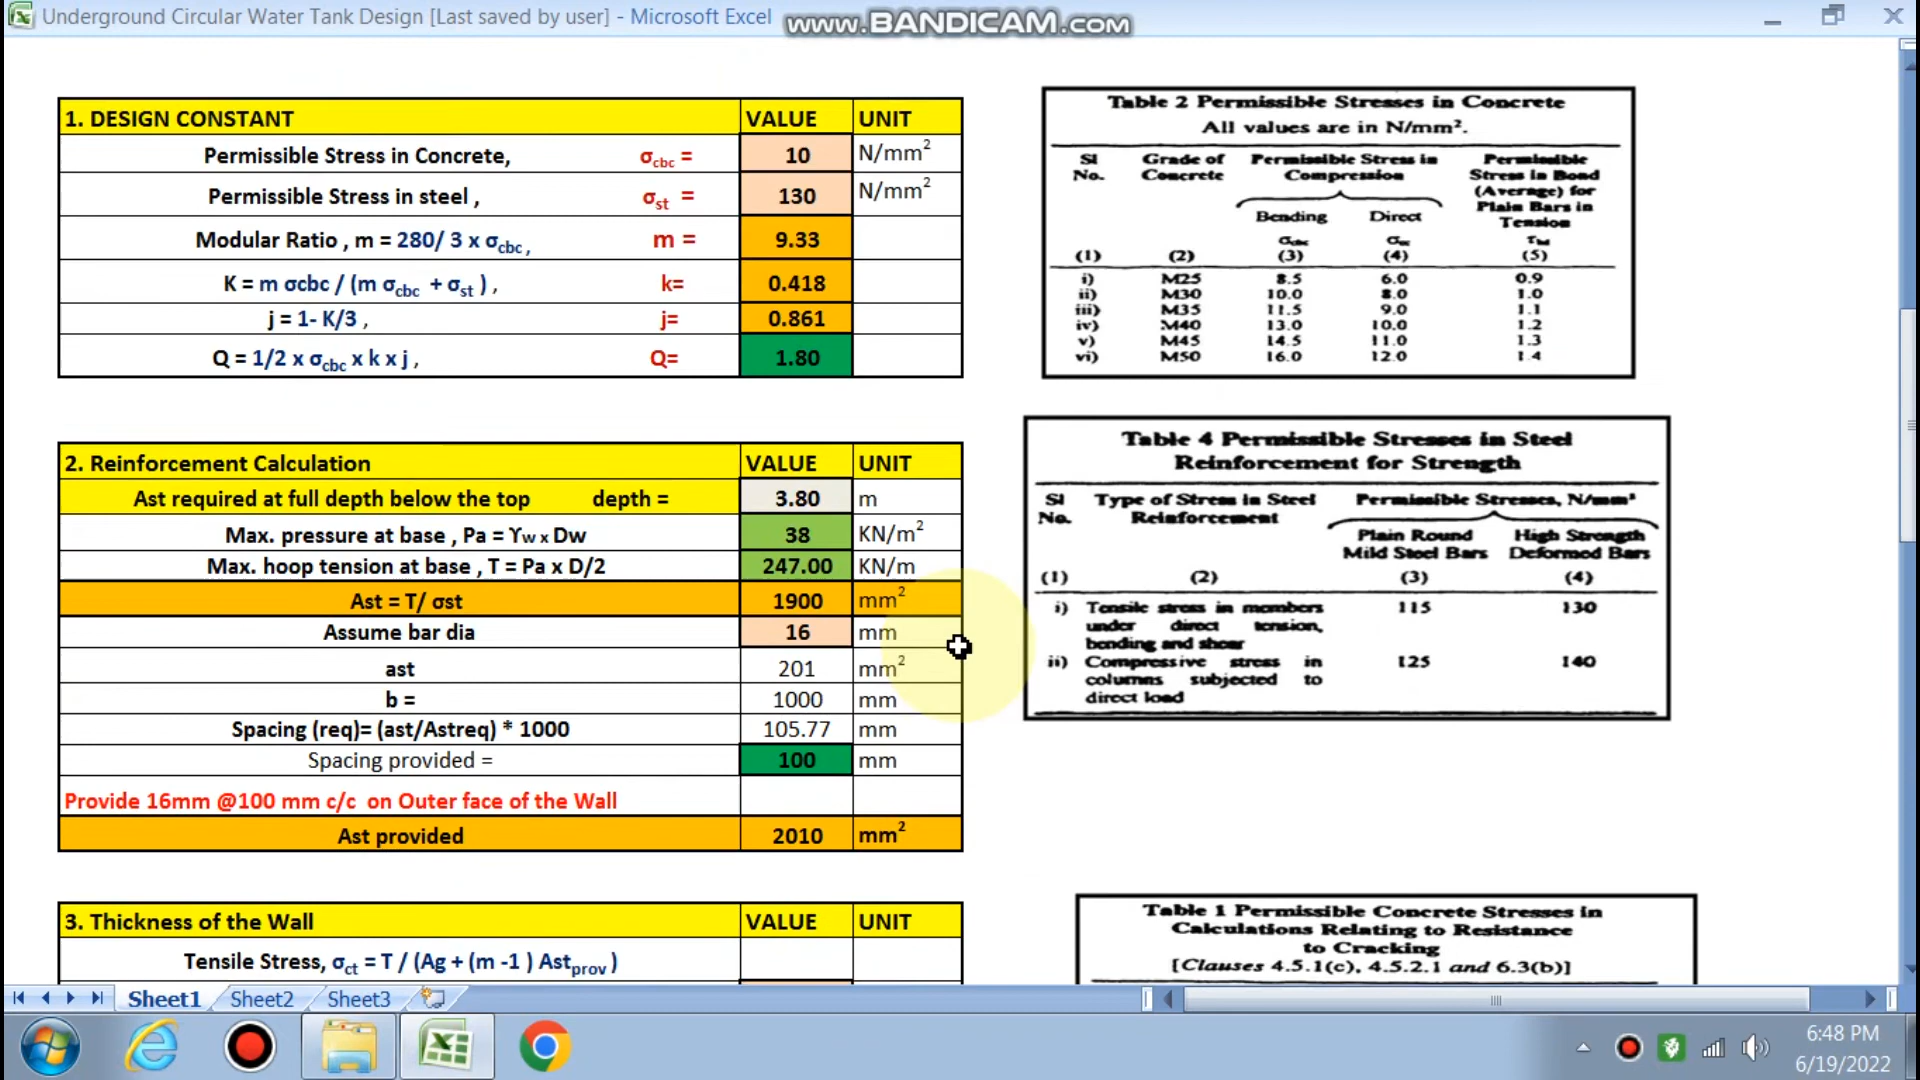 Underground Circular Water Tank Design [Last saved by user] - Microsoft Excel
www.BANDICAM.com
1. DESIGN CONSTANT VALUE UNIT
Permissible Stress in Concrete, σcbc = 10 N/mm²
Permissible Stress in steel , σst = 130 N/mm²
Modular Ratio , m = 280/ 3 x σcbc , m = 9.33
K = m σcbc / (m σcbc + σst ) , k= 0.418
j = 1- K/3 , j= 0.861
Q = 1/2 x σcbc x k x j , Q= 1.80
2. Reinforcement Calculation VALUE UNIT
Ast required at full depth below the top depth = 3.80 m
Max. pressure at base , Pa = ϒw x Dw 38 KN/m²
Max. hoop tension at base , T = Pa x D/2 247.00 KN/m
Ast = T/ σst 1900 mm²
Assume bar dia 16 mm
ast 201 mm²
b = 1000 mm
Spacing (req)= (ast/Astreq) * 1000 105.77 mm
Spacing provided = 100 mm
Provide 16mm @100 mm c/c on Outer face of the Wall
Ast provided 2010 mm²
3. Thickness of the Wall VALUE UNIT
Tensile Stress, σct = T / (Ag + (m -1 ) Astprov )
Table 2 Permissible Stresses in Concrete
All values are in N/mm².
Sl No. Grade of Concrete Permissible Stress in Compression Permissible Stress in Bond (Average) for Plain Bars in Tension
Bending Direct
σcbc σcc τbd
(1) (2) (3) (4) (5)
i) M25 8.5 6.0 0.9
ii) M30 10.0 8.0 1.0
iii) M35 11.5 9.0 1.1
iv) M40 13.0 10.0 1.2
v) M45 14.5 11.0 1.3
vi) M50 16.0 12.0 1.4
Table 4 Permissible Stresses in Steel
Reinforcement for Strength
Sl No. Type of Stress in Steel Reinforcement Permissible Stresses, N/mm²
Plain Round Mild Steel Bars High Strength Deformed Bars
(1) (2) (3) (4)
i) Tensile stress in members 115 130
under direct tension,
bending and shear
ii) Compressive stress in 125 140
columns subjected to
direct load
Table 1 Permissible Concrete Stresses in
Calculations Relating to Resistance
to Cracking
[Clauses 4.5.1(c), 4.5.2.1 and 6.3(b)]
Sheet1 Sheet2 Sheet3
6:48 PM
6/19/2022